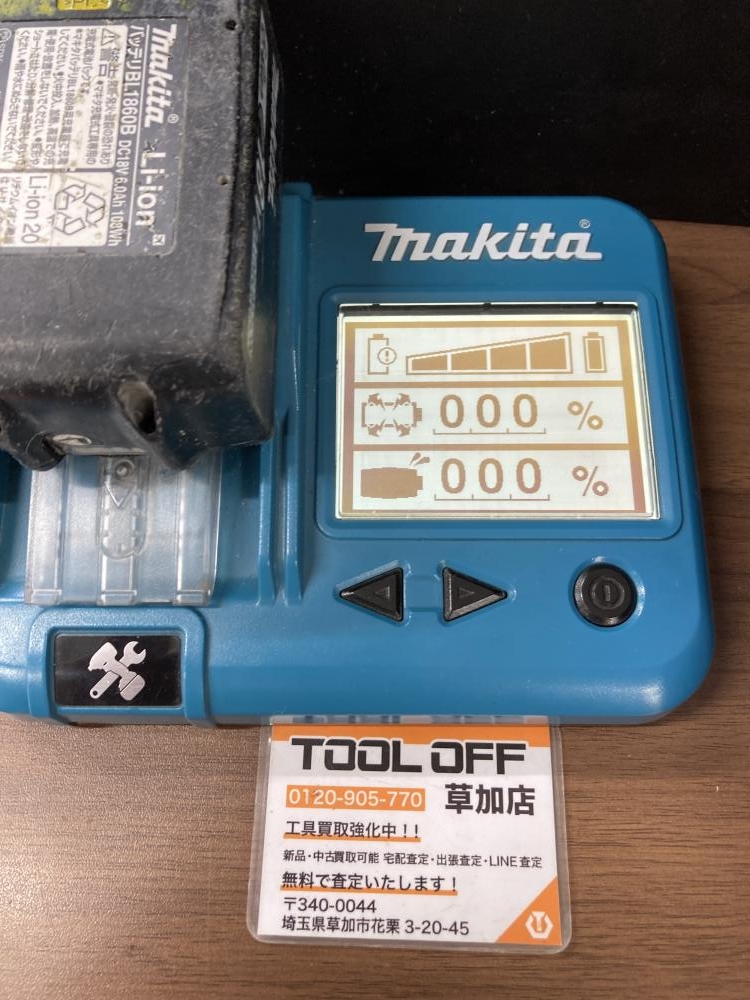 makita
バッテリBL1860B DC18V 6.0Ah 108Wh
Li-ion
Li-ion 20
makita
000 %
000 %
TOOL OFF
0120-905-770 草加店
工具買取強化中！！
新品・中古買取可能 宅配査定・出張査定・LINE査定
無料で査定いたします！
〒340-0044
埼玉県草加市花栗 3-20-45